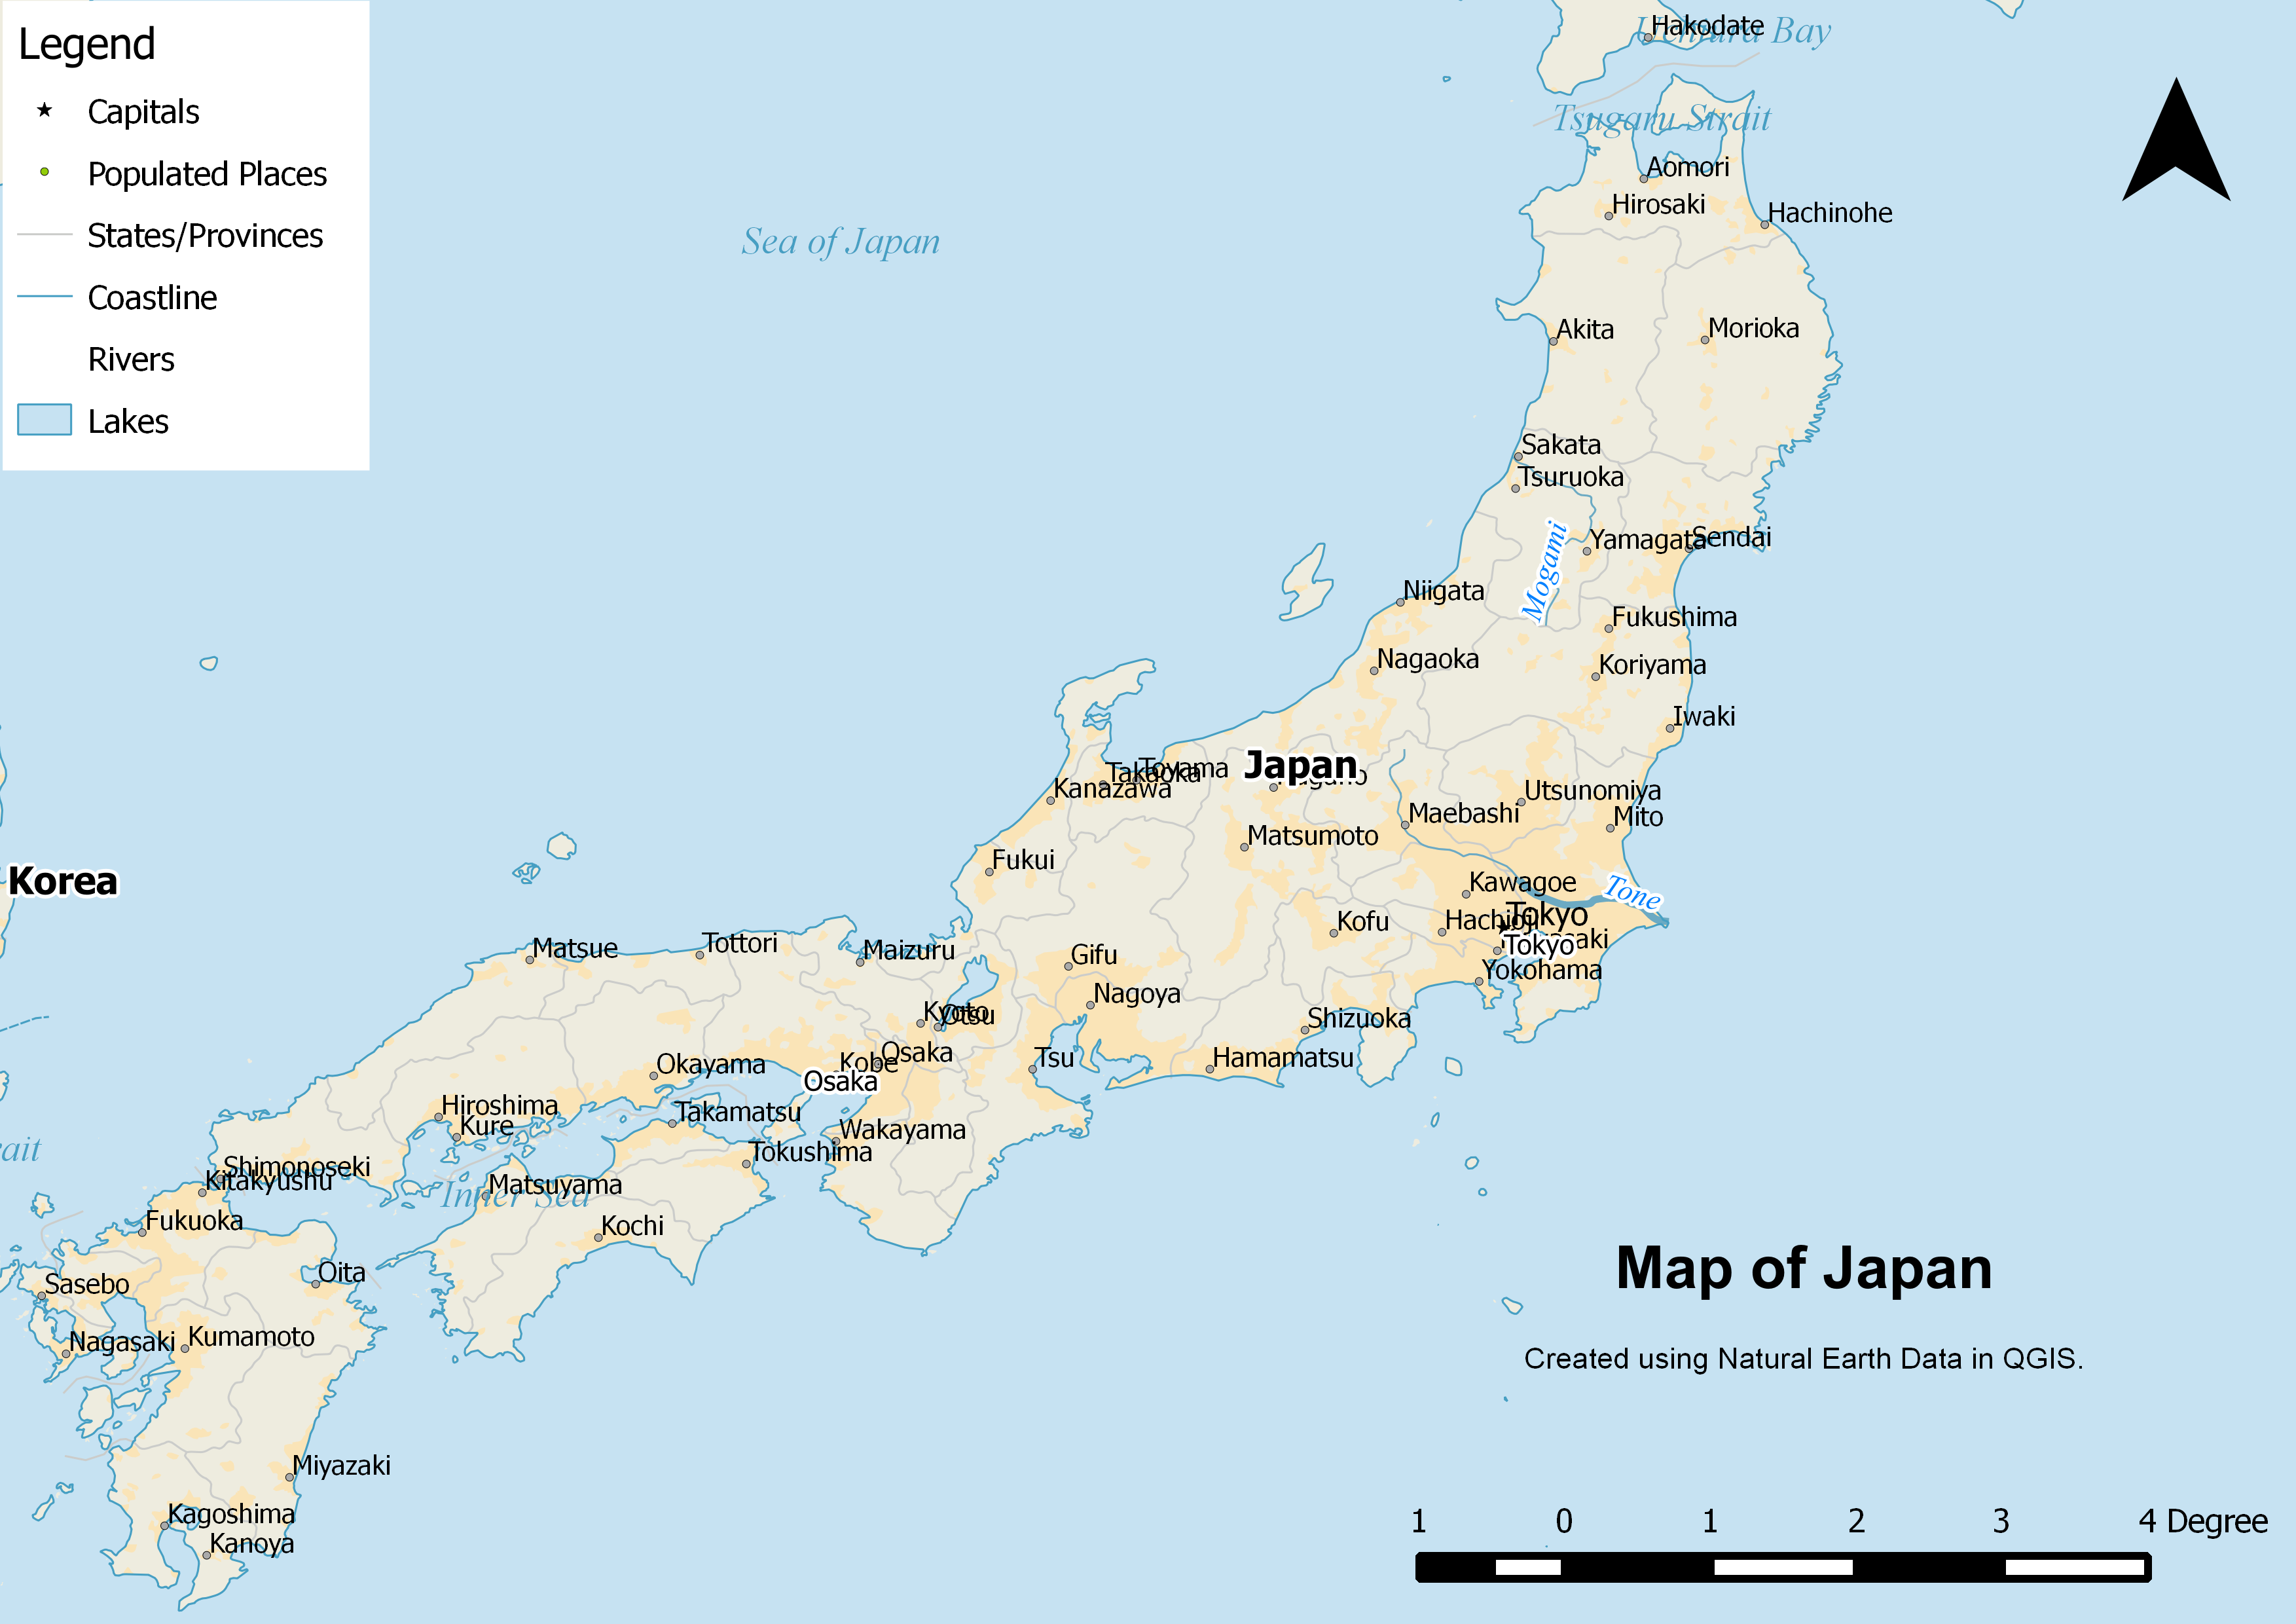 Legend
Capitals
Populated Places
States/Provinces
Coastline
Rivers
Lakes
Hakodate
Uchiura Bay
Tsugaru Strait
Aomori
Hirosaki
Hachinohe
Sea of Japan
Akita
Morioka
Sakata
Tsuruoka
Mogami
Yamagata
Sendai
Niigata
Fukushima
Nagaoka
Koriyama
Iwaki
Japan
Toyama
Takaoka
Kanazawa
Utsunomiya
Maebashi
Mito
Matsumoto
Fukui
Korea
Kawagoe
Tone
Tokyo
Hachioji
Kofu
Tokyo
Matsue
Tottori
Maizuru
Gifu
Yokohama
Nagoya
Kyoto
Otsu
Shizuoka
Osaka
Kobe
Okayama
Tsu
Hamamatsu
Osaka
Hiroshima
Kure
Takamatsu
Wakayama
Tokushima
Shimonoseki
Kitakyushu
Matsuyama
Inner Sea
Fukuoka
Kochi
Oita
Sasebo
Map of Japan
Nagasaki
Kumamoto
Created using Natural Earth Data in QGIS.
Miyazaki
Kagoshima
Kanoya
1 0 1 2 3 4 Degree